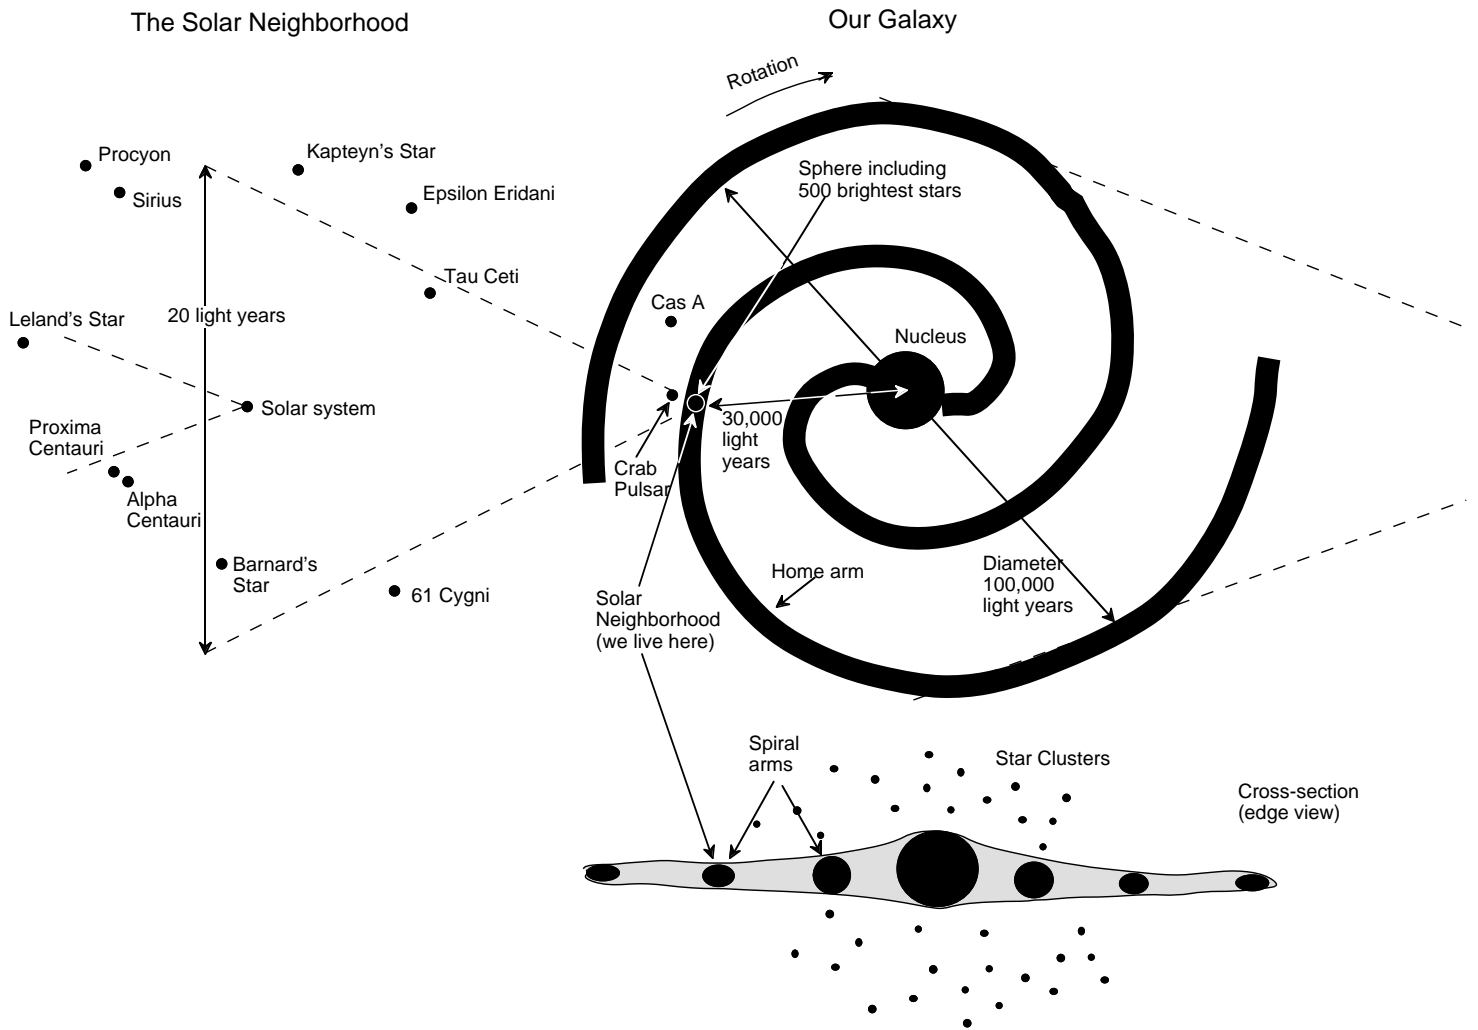 The Solar Neighborhood
Our Galaxy
Rotation
Procyon
Sirius
Kapteyn's Star
Epsilon Eridani
Tau Ceti
20 light years
Leland's Star
Solar system
Proxima
Centauri
Alpha
Centauri
Barnard's
Star
61 Cygni
Sphere including
500 brightest stars
Cas A
Nucleus
30,000
light
years
Crab
Pulsar
Home arm
Diameter
100,000
light years
Solar
Neighborhood
(we live here)
Spiral
arms
Star Clusters
Cross-section
(edge view)